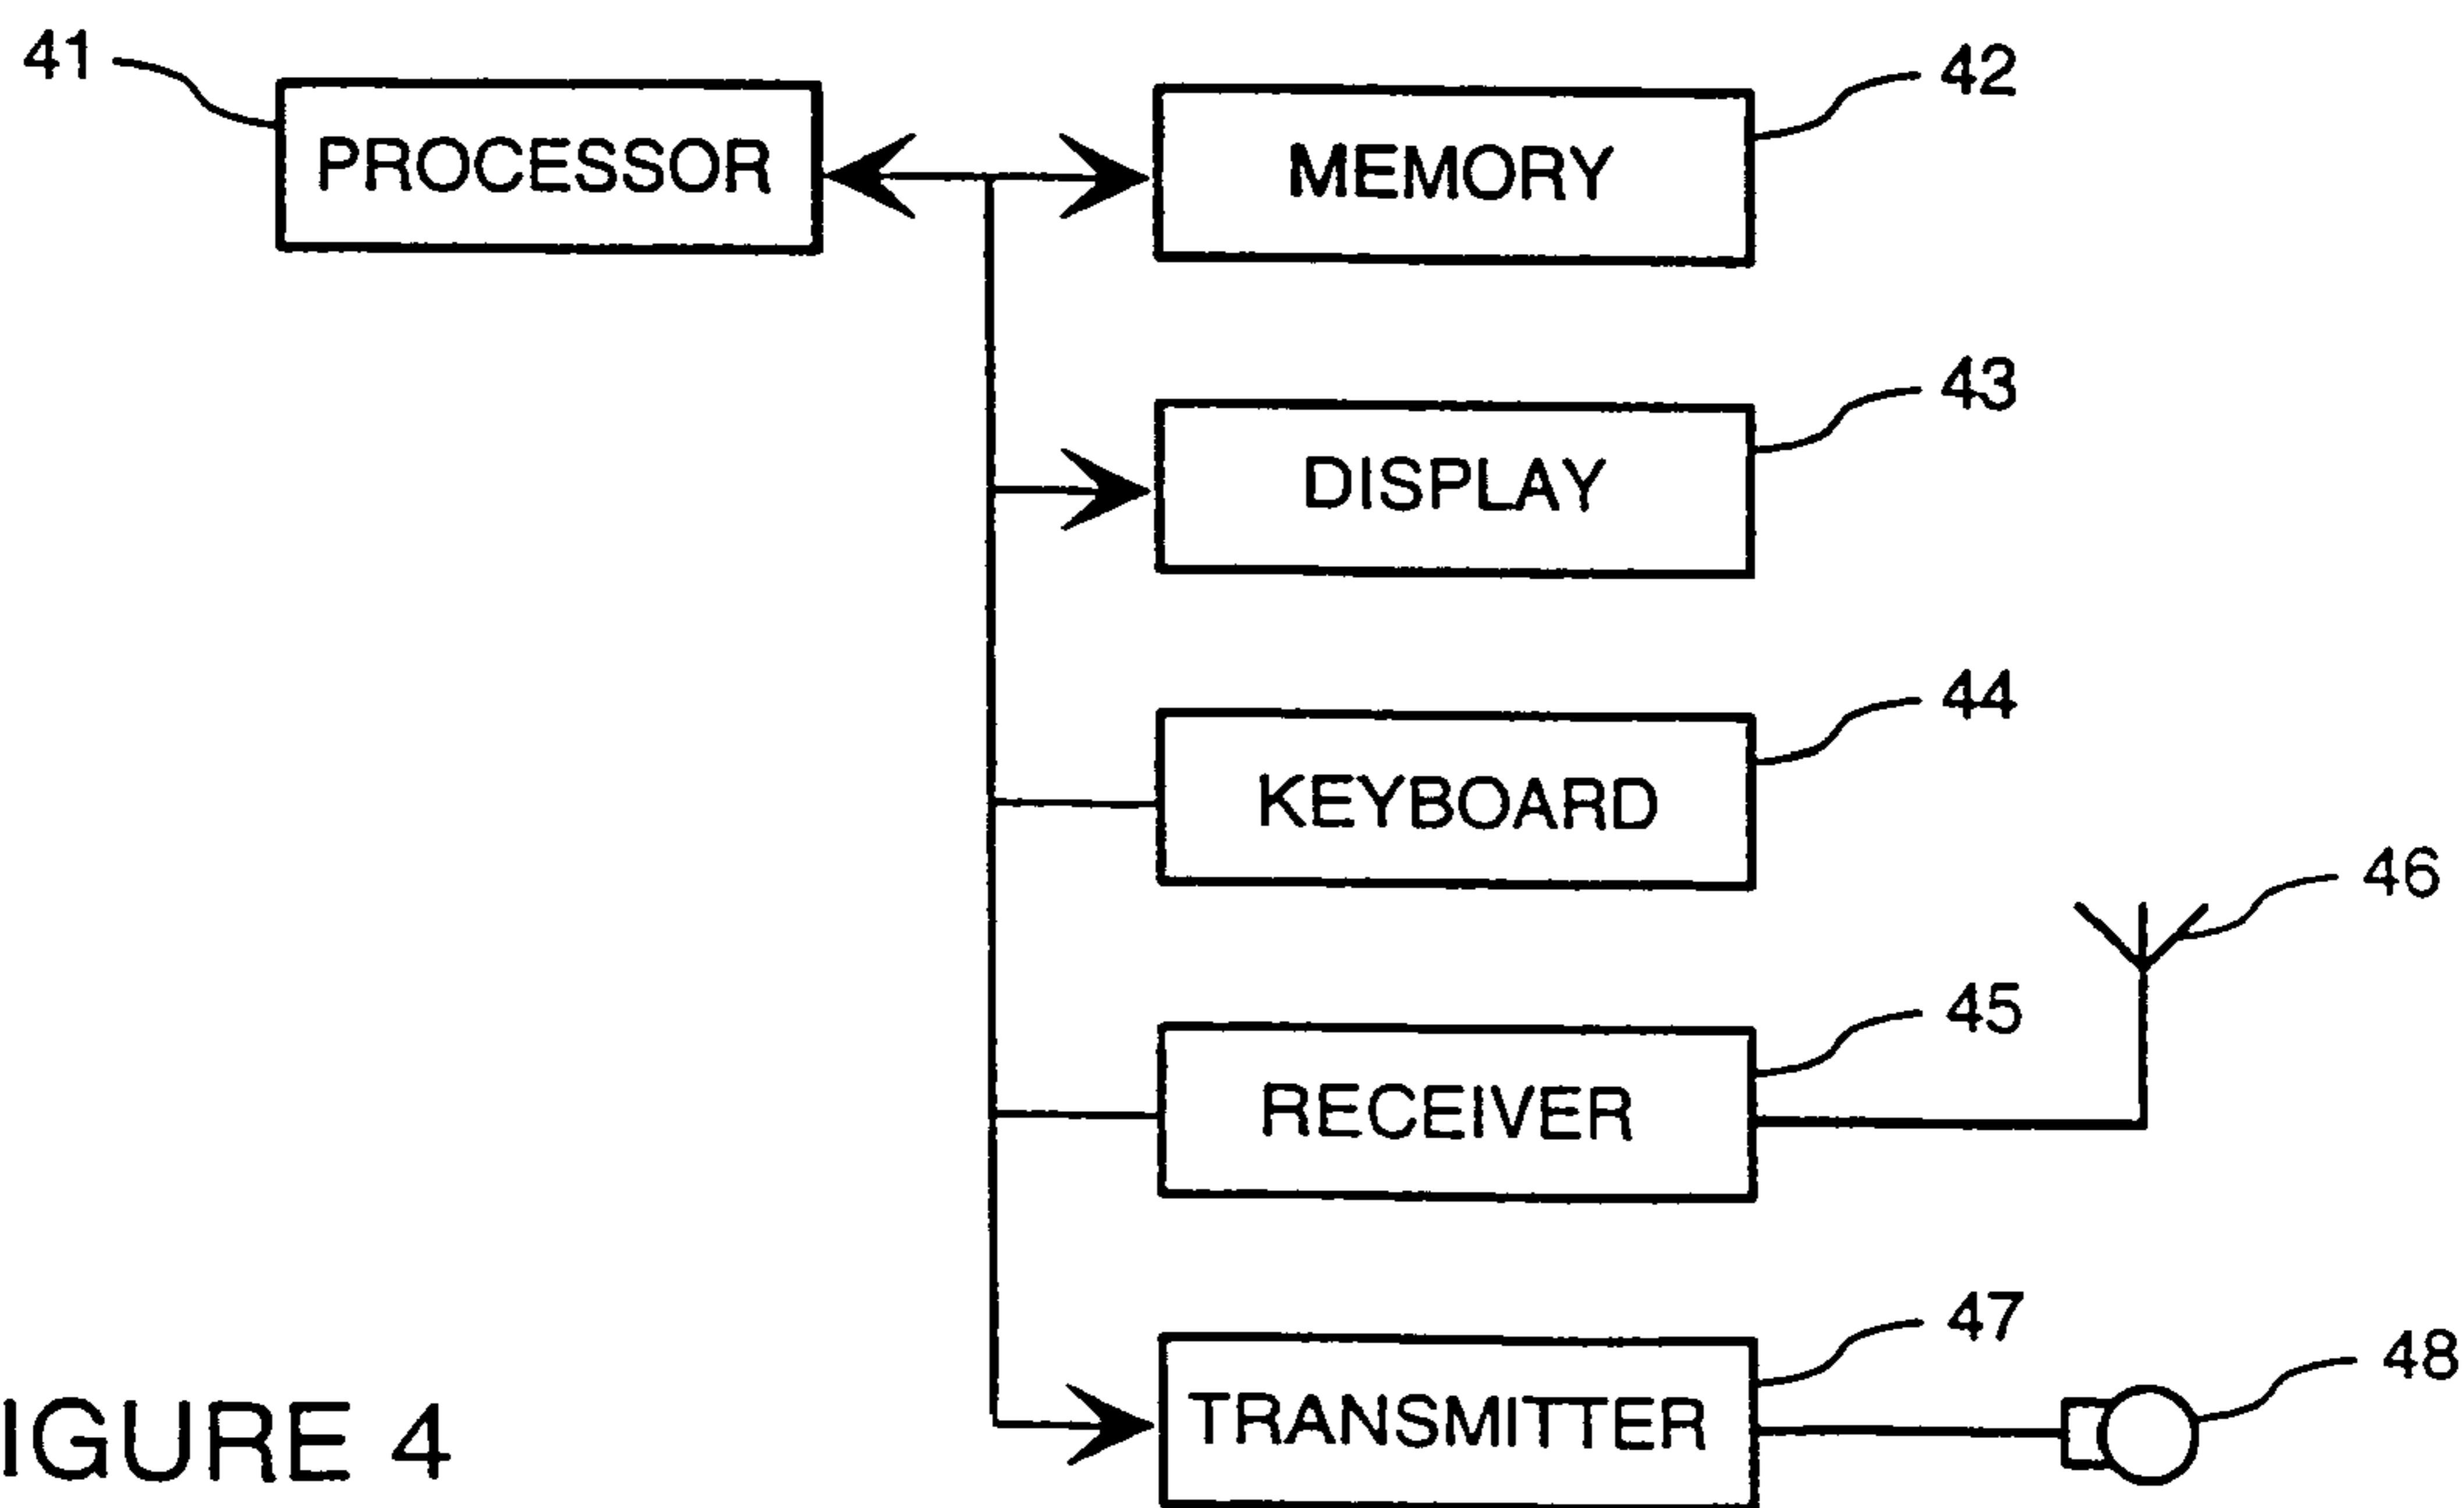 41
PROCESSOR
MEMORY
42
DISPLAY
43
KEYBOARD
44
46
RECEIVER
45
TRANSMITTER
47
48
IGURE 4